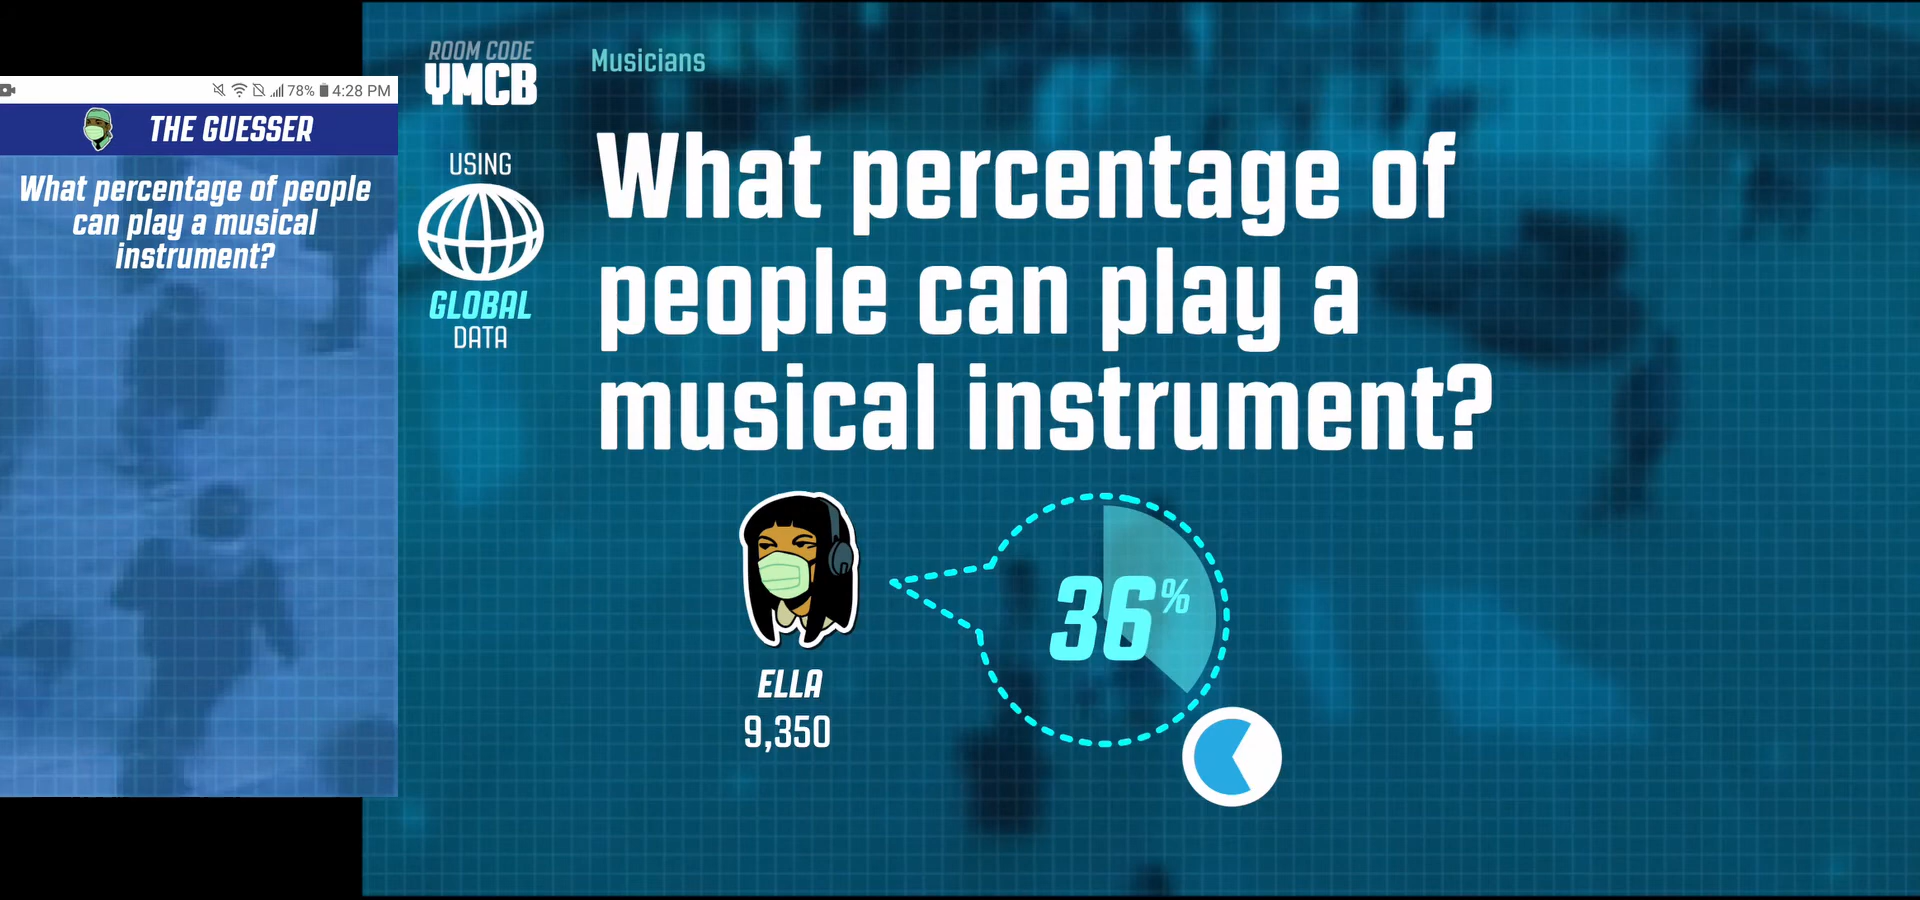 78% 4:28 PM
THE GUESSER
What percentage of people
can play a musical
instrument?
ROOM CODE
YMCB
USING
GLOBAL
DATA
Musicians
What percentage of
people can play a
musical instrument?
36%
ELLA
9,350